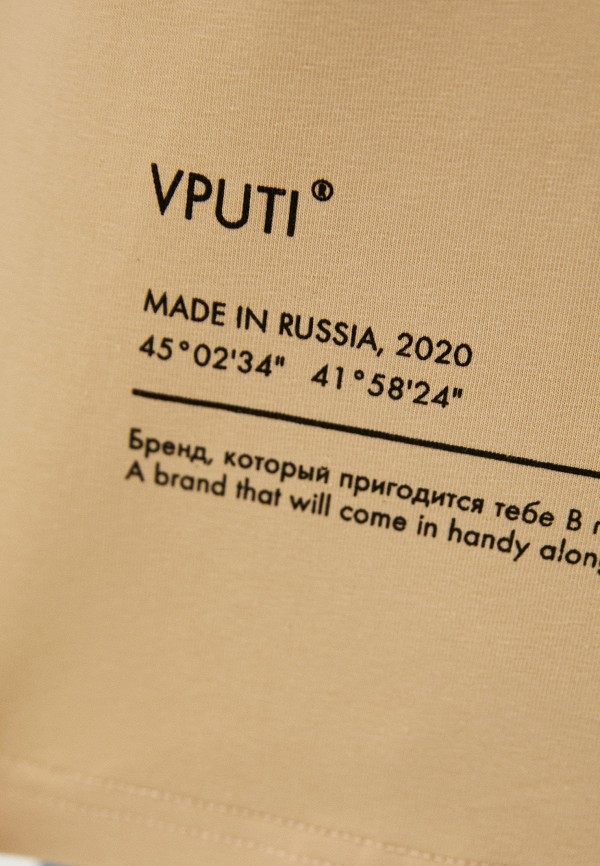 VPUTI®
MADE IN RUSSIA, 2020
45°02'34" 41°58'24"
Бренд, который пригодится тебе В
A brand that will come in handy along